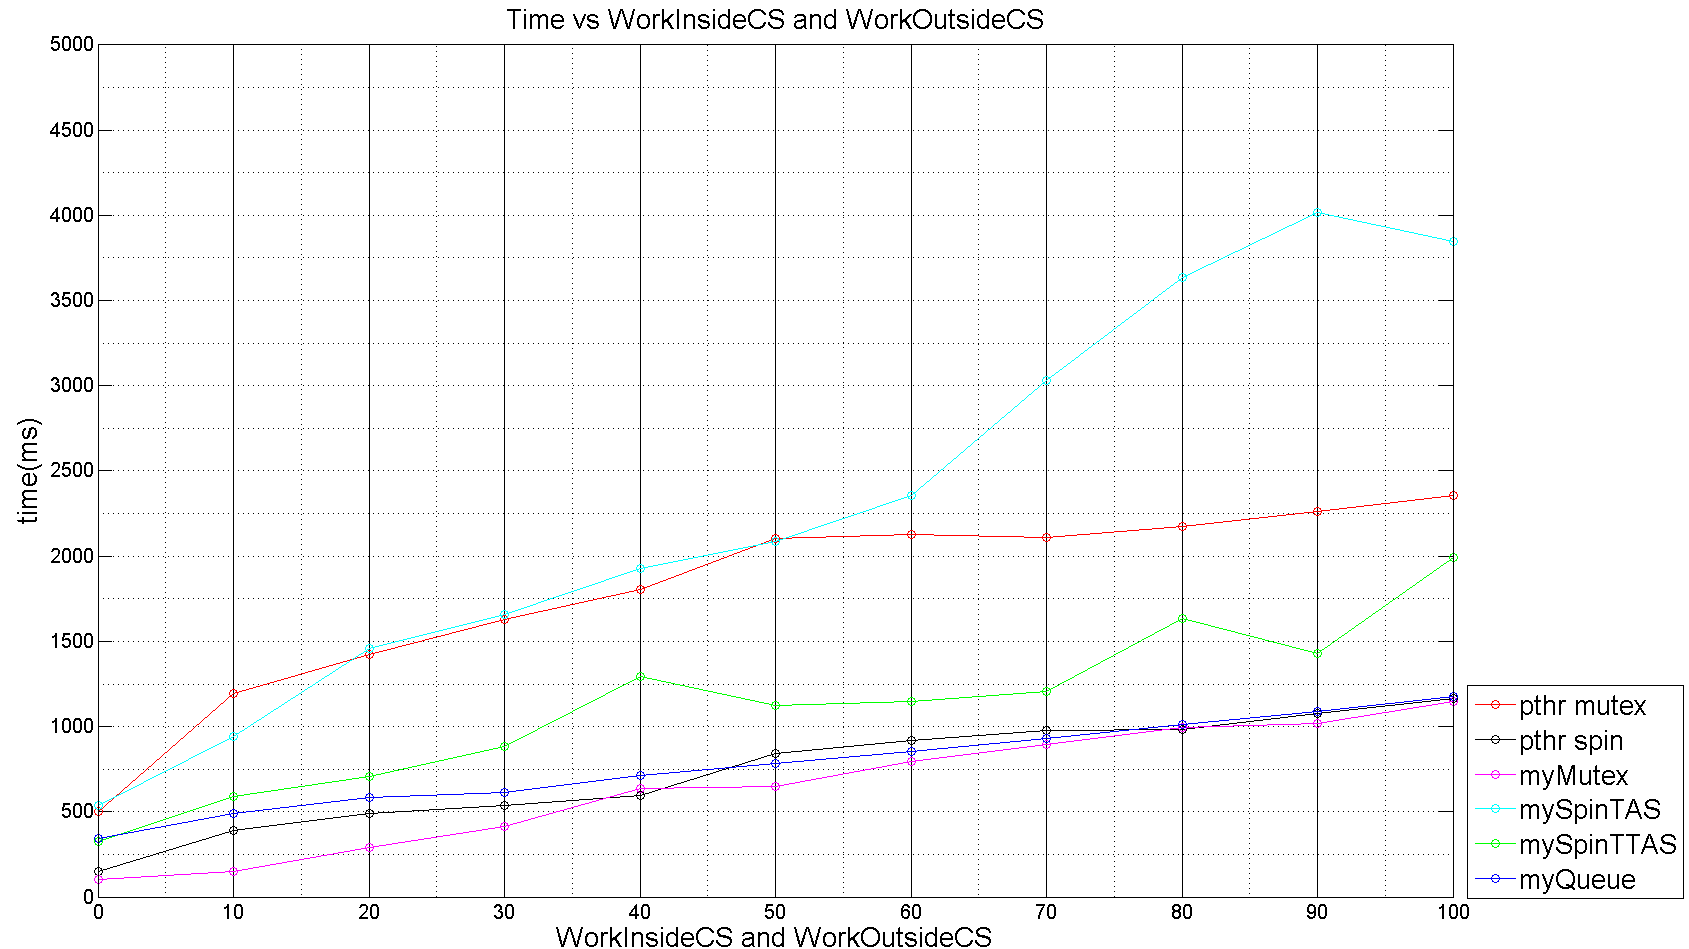 Time vs WorkInsideCS and WorkOutsideCS
5000
4500
4000
3500
3000
2500
2000
1500
1000
500
0
time(ms)
0 10 20 30 40 50 60 70 80 90 100
WorkInsideCS and WorkOutsideCS
pthr mutex
pthr spin
myMutex
mySpinTAS
mySpinTTAS
myQueue